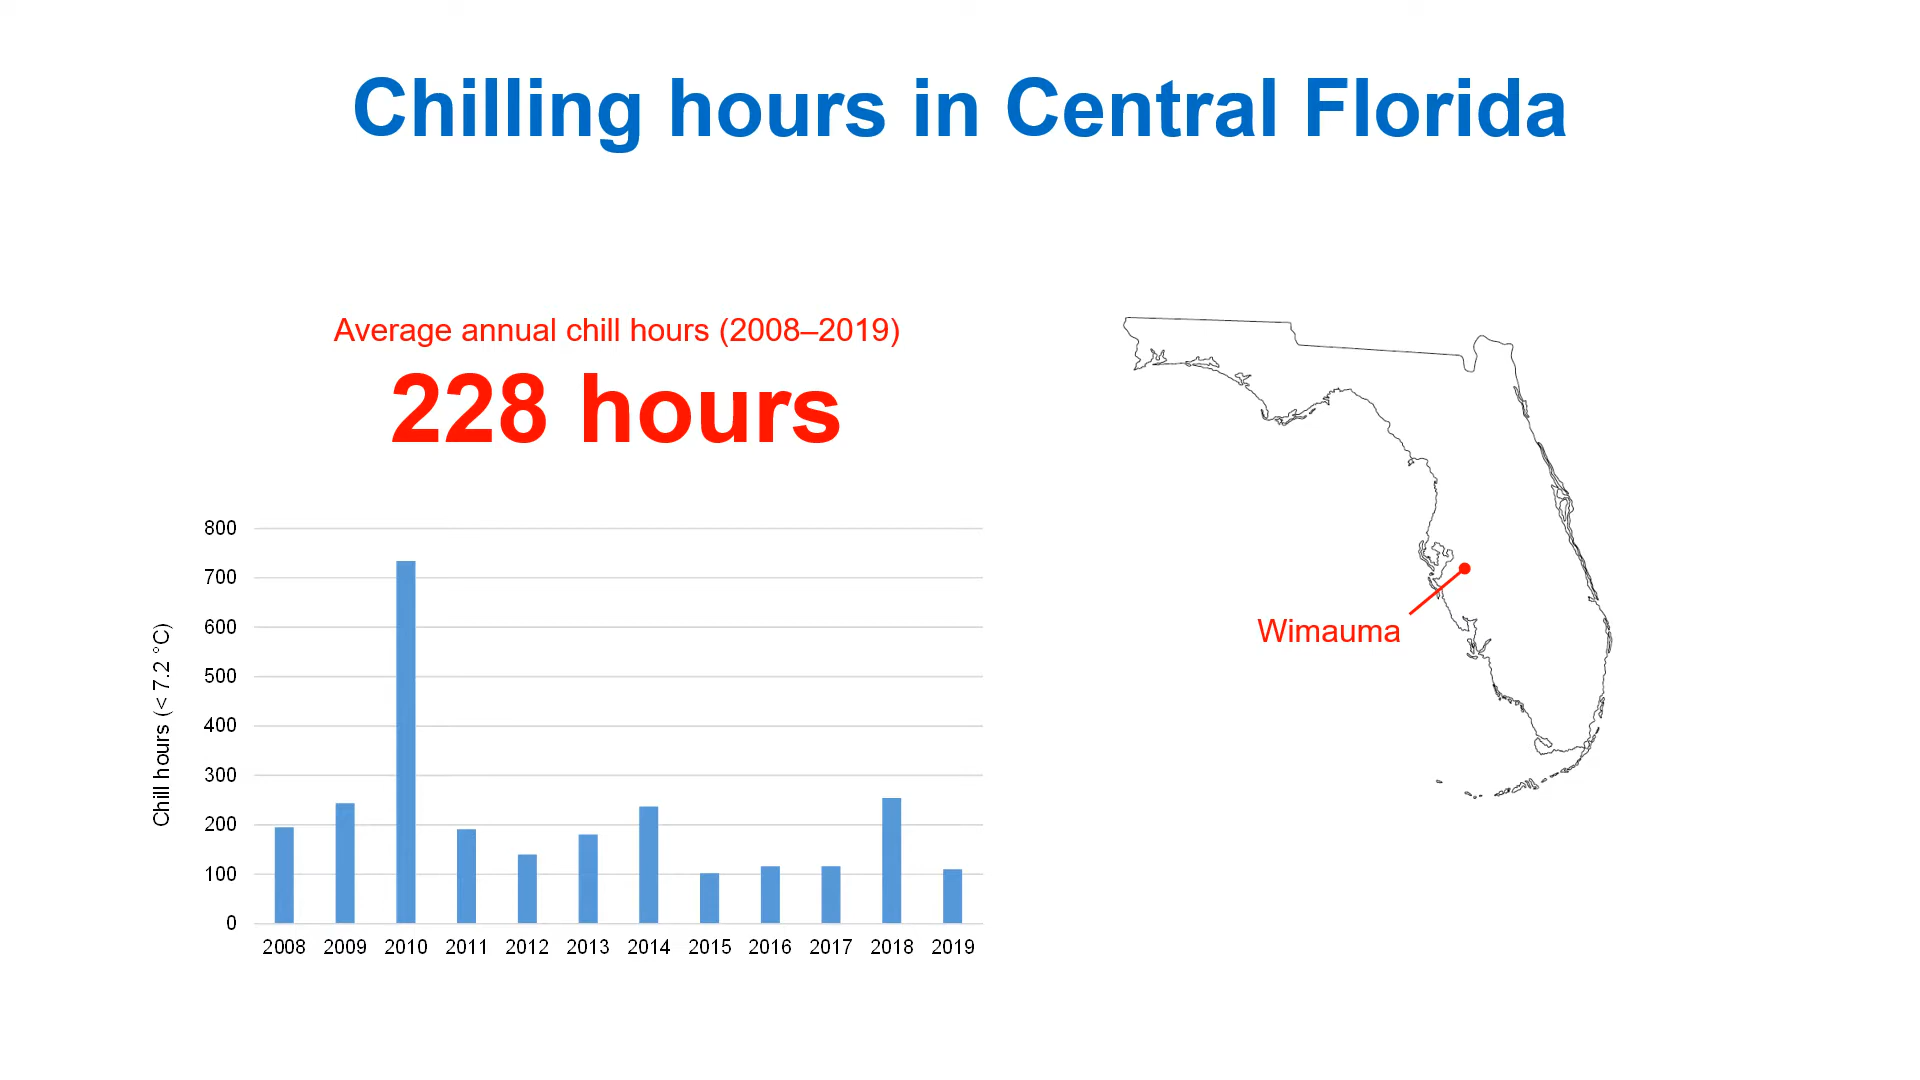 Chilling hours in Central Florida
Average annual chill hours (2008–2019)
228 hours
800
700
600
500
400
300
200
100
0
Chill hours (< 7.2 °C)
2008 2009 2010 2011 2012 2013 2014 2015 2016 2017 2018 2019
Wimauma